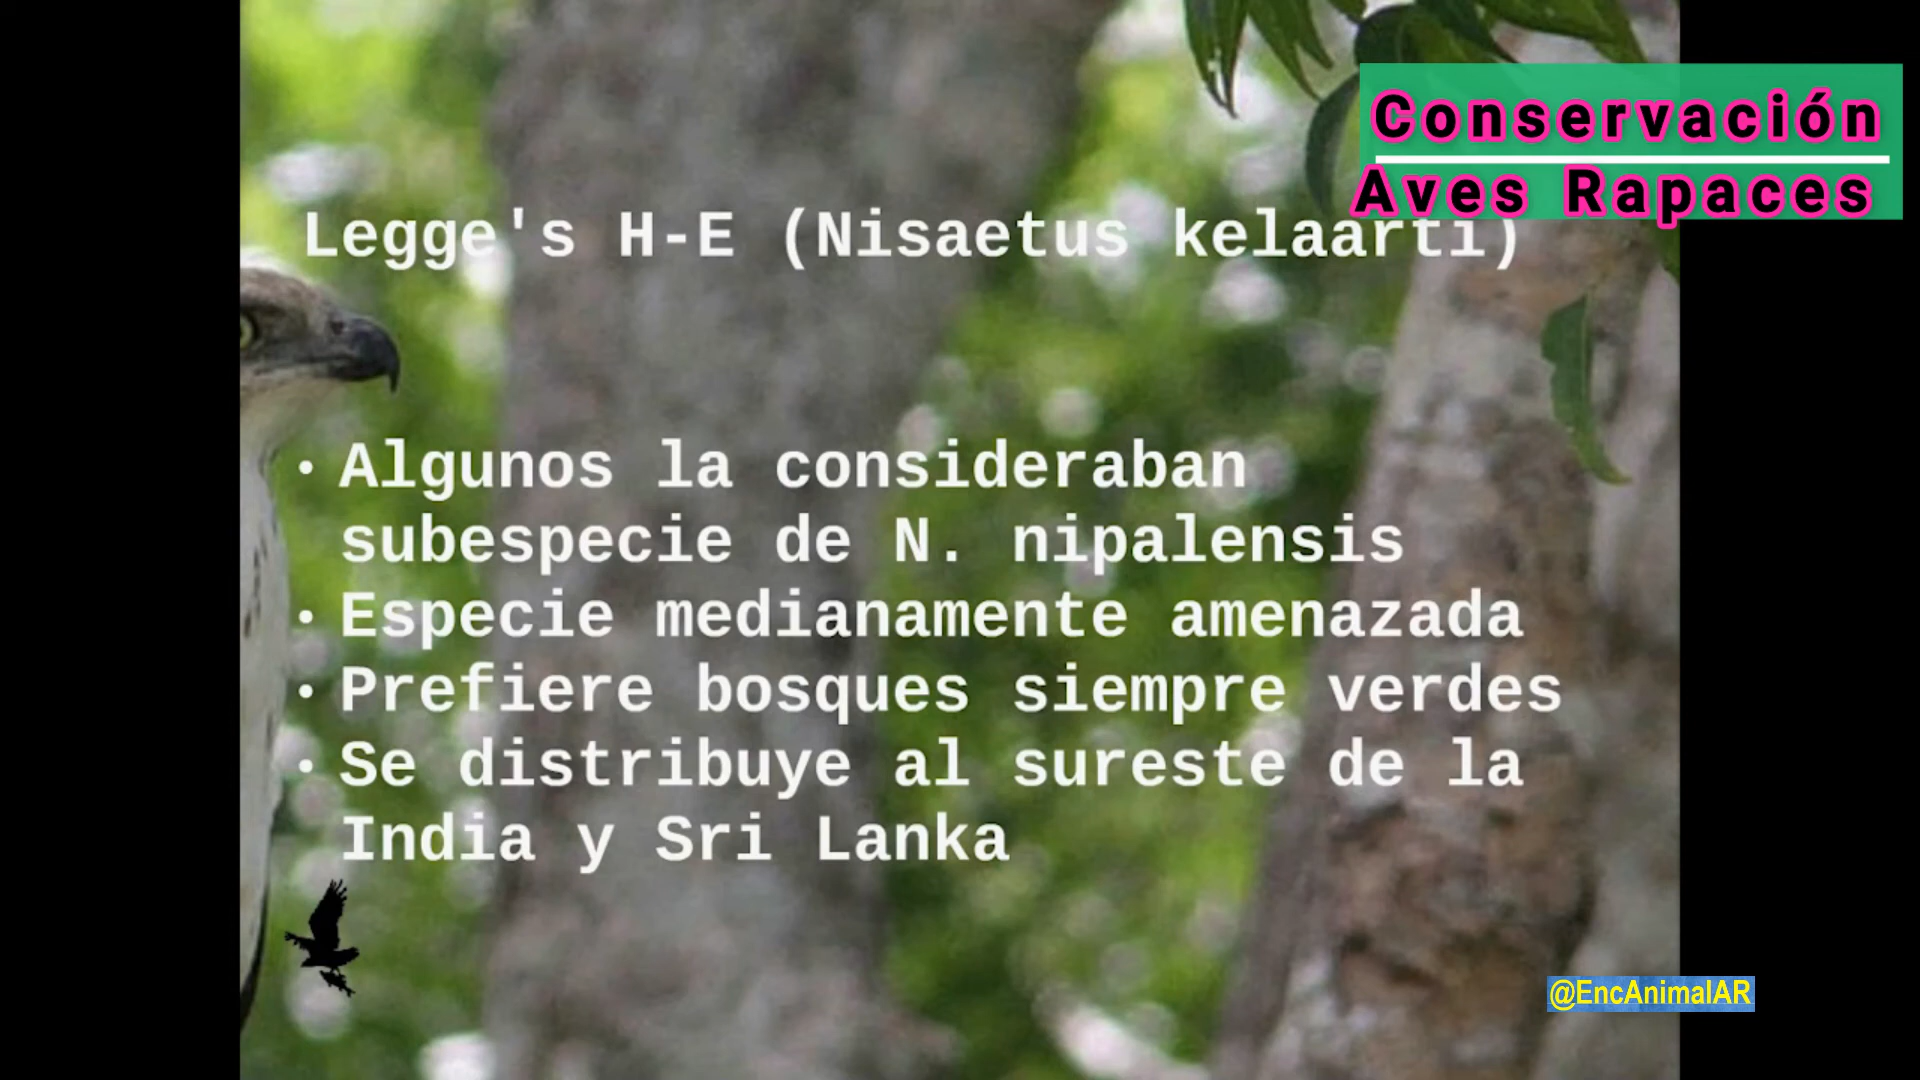 Conservación
Aves Rapaces
Legge's H-E (Nisaetus kelaarti)
• Algunos la consideraban
subespecie de N. nipalensis
• Especie medianamente amenazada
• Prefiere bosques siempre verdes
• Se distribuye al sureste de la
India y Sri Lanka
@EncAnimalAR